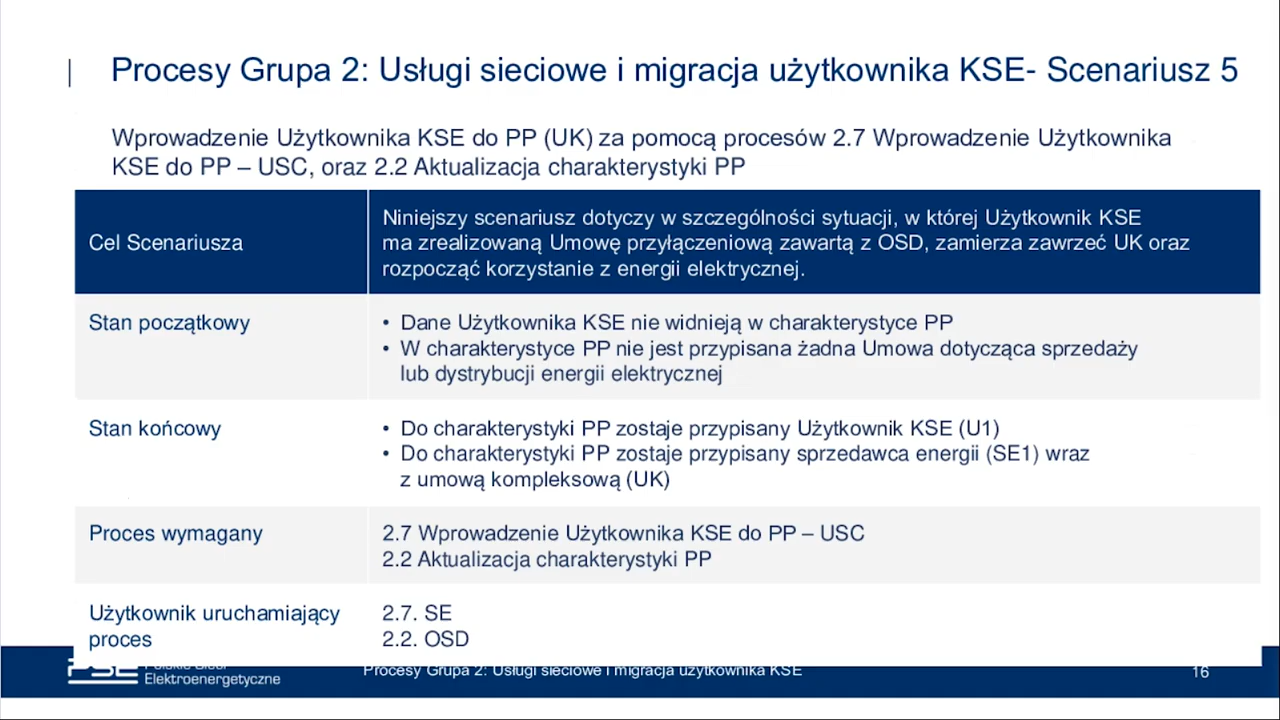 Procesy Grupa 2: Usługi sieciowe i migracja użytkownika KSE- Scenariusz 5
Wprowadzenie Użytkownika KSE do PP (UK) za pomocą procesów 2.7 Wprowadzenie Użytkownika
KSE do PP – USC, oraz 2.2 Aktualizacja charakterystyki PP
Cel Scenariusza
Niniejszy scenariusz dotyczy w szczególności sytuacji, w której Użytkownik KSE
ma zrealizowaną Umowę przyłączeniową zawartą z OSD, zamierza zawrzeć UK oraz
rozpocząć korzystanie z energii elektrycznej.
Stan początkowy
• Dane Użytkownika KSE nie widnieją w charakterystyce PP
• W charakterystyce PP nie jest przypisana żadna Umowa dotycząca sprzedaży
lub dystrybucji energii elektrycznej
Stan końcowy
• Do charakterystyki PP zostaje przypisany Użytkownik KSE (U1)
• Do charakterystyki PP zostaje przypisany sprzedawca energii (SE1) wraz
z umową kompleksową (UK)
Proces wymagany
2.7 Wprowadzenie Użytkownika KSE do PP – USC
2.2 Aktualizacja charakterystyki PP
Użytkownik uruchamiający
proces
2.7. SE
2.2. OSD
PSE
Polskie Sieci
Elektroenergetyczne
Procesy Grupa 2: Usługi sieciowe i migracja użytkownika KSE
16